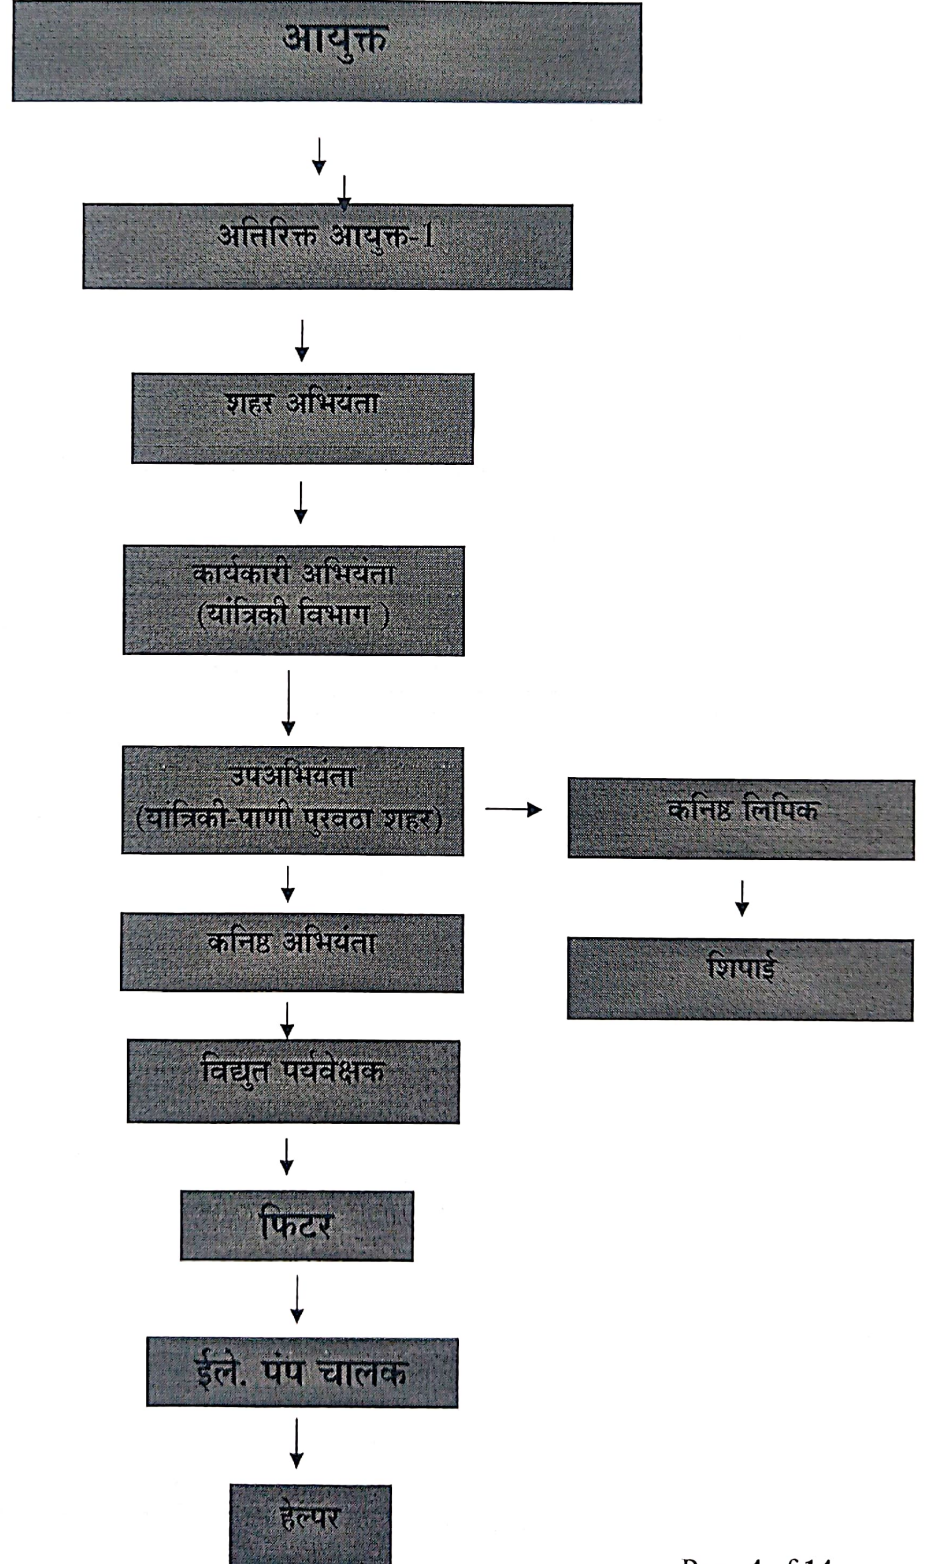 आयुक्त
अतिरिक्त आयुक्त-1
शहर अभियंता
कार्यकारी अभियंता
(यांत्रिकी विभाग )
उपअभियंता
(यांत्रिकी-पाणी पुरवठा शहर)
कनिष्ठ लिपिक
कनिष्ठ अभियंता
शिपाई
विद्युत पर्यवेक्षक
फिटर
ईले. पंप चालक
हेल्पर